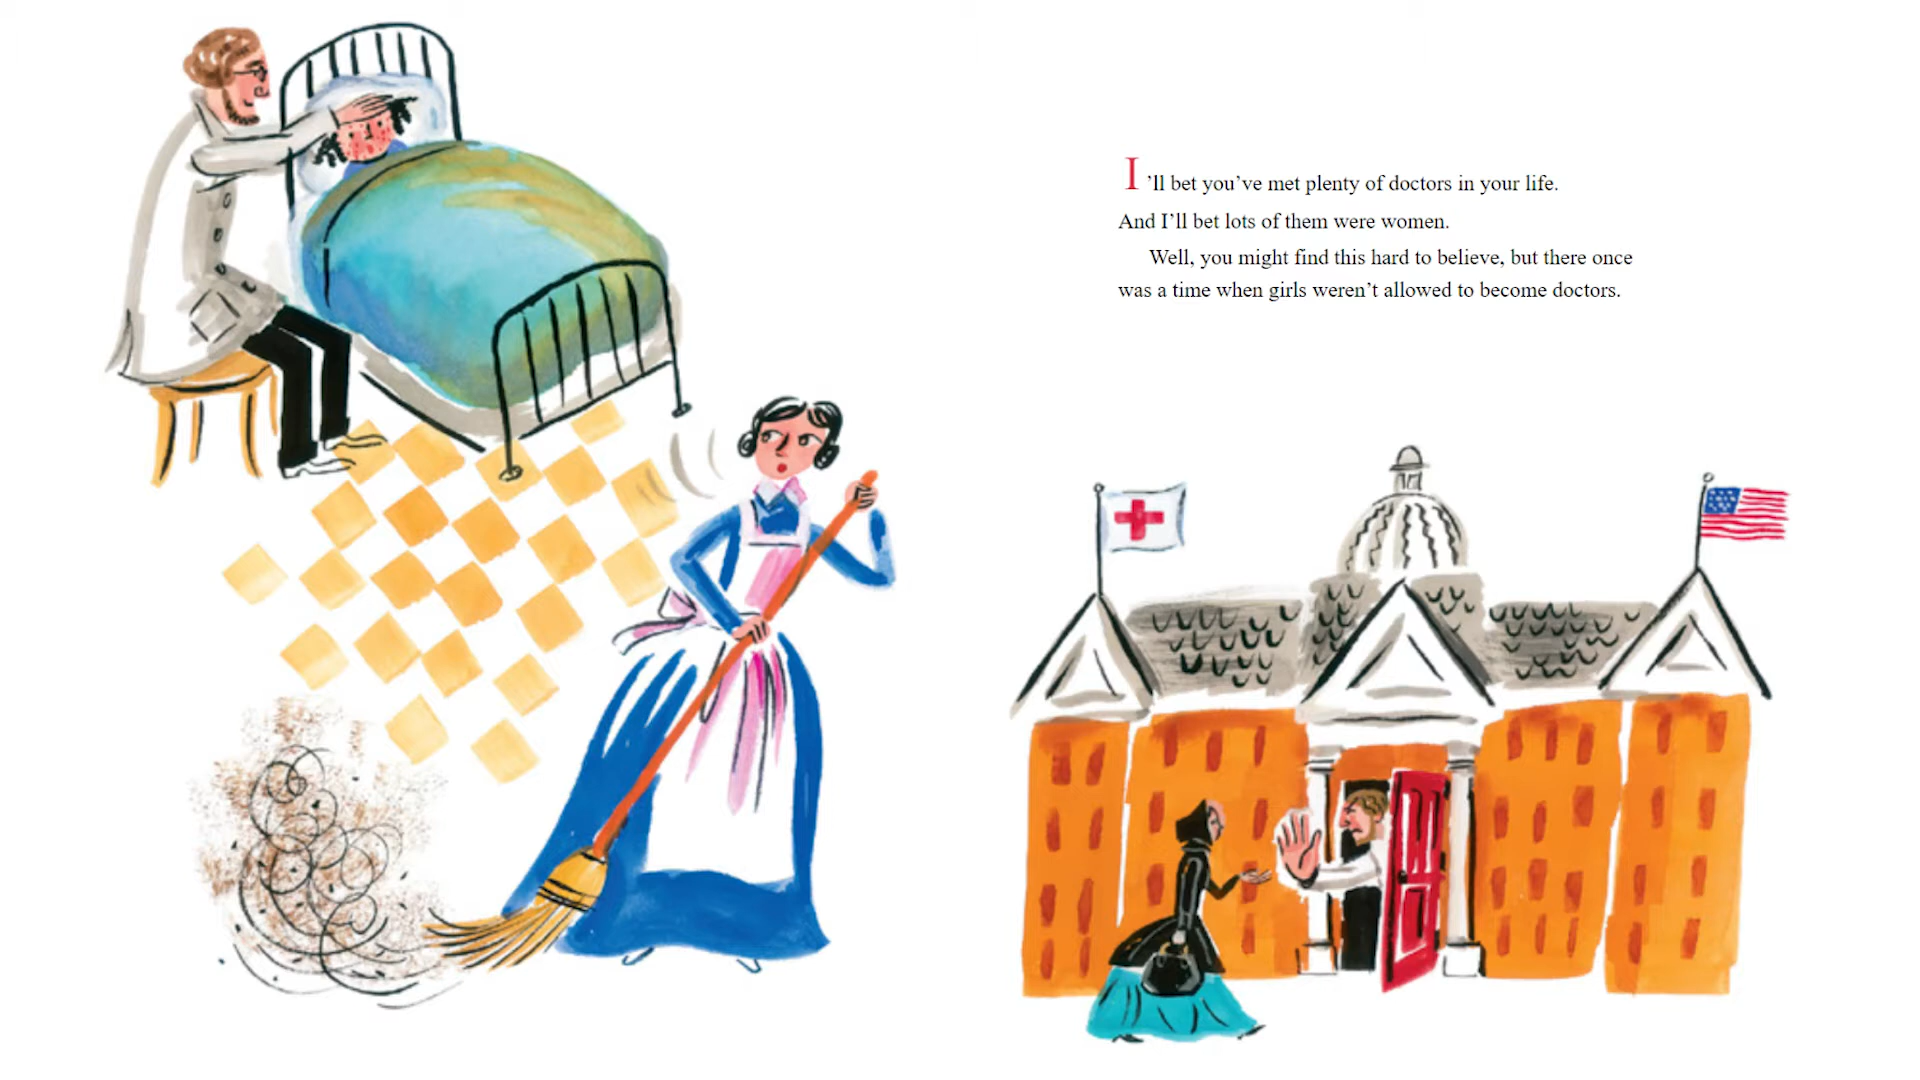 I’ll bet you’ve met plenty of doctors in your life.
And I’ll bet lots of them were women.
Well, you might find this hard to believe, but there once
was a time when girls weren’t allowed to become doctors.